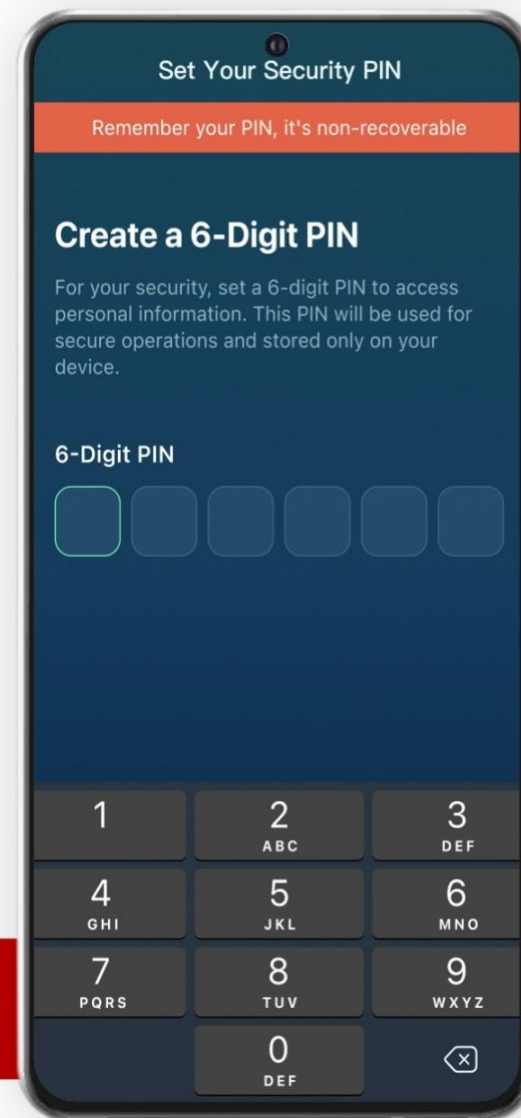 Set Your Security PIN
Remember your PIN, it's non-recoverable
Create a 6-Digit PIN
For your security, set a 6-digit PIN to access
personal information. This PIN will be used for
secure operations and stored only on your
device.
6-Digit PIN
1 2 3
ABC DEF
4 5 6
GHI JKL MNO
7 8 9
PQRS TUV WXYZ
0
DEF